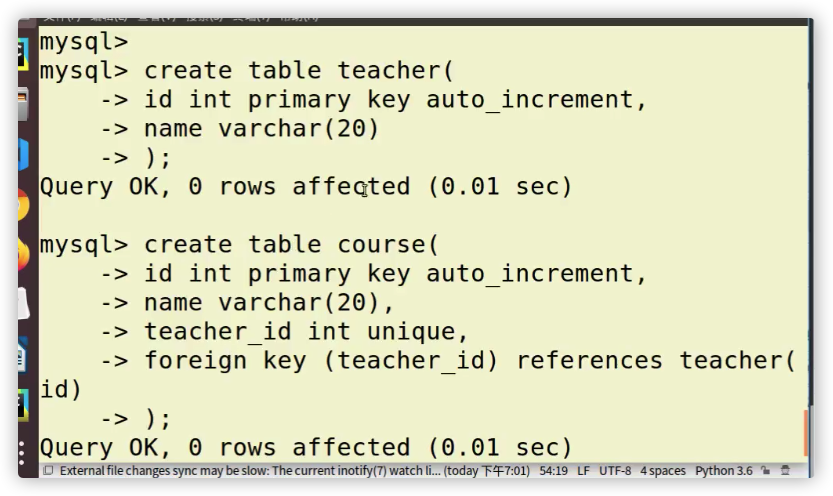 mysql>
mysql> create table teacher(
    -> id int primary key auto_increment,
    -> name varchar(20)
    -> );
Query OK, 0 rows affected (0.01 sec)

mysql> create table course(
    -> id int primary key auto_increment,
    -> name varchar(20),
    -> teacher_id int unique,
    -> foreign key (teacher_id) references teacher(
id)
    -> );
Query OK, 0 rows affected (0.01 sec)
External file changes sync may be slow: The current inotify(7) watch li... (today 下午7:01) 54:19 LF UTF-8 4 spaces Python 3.6